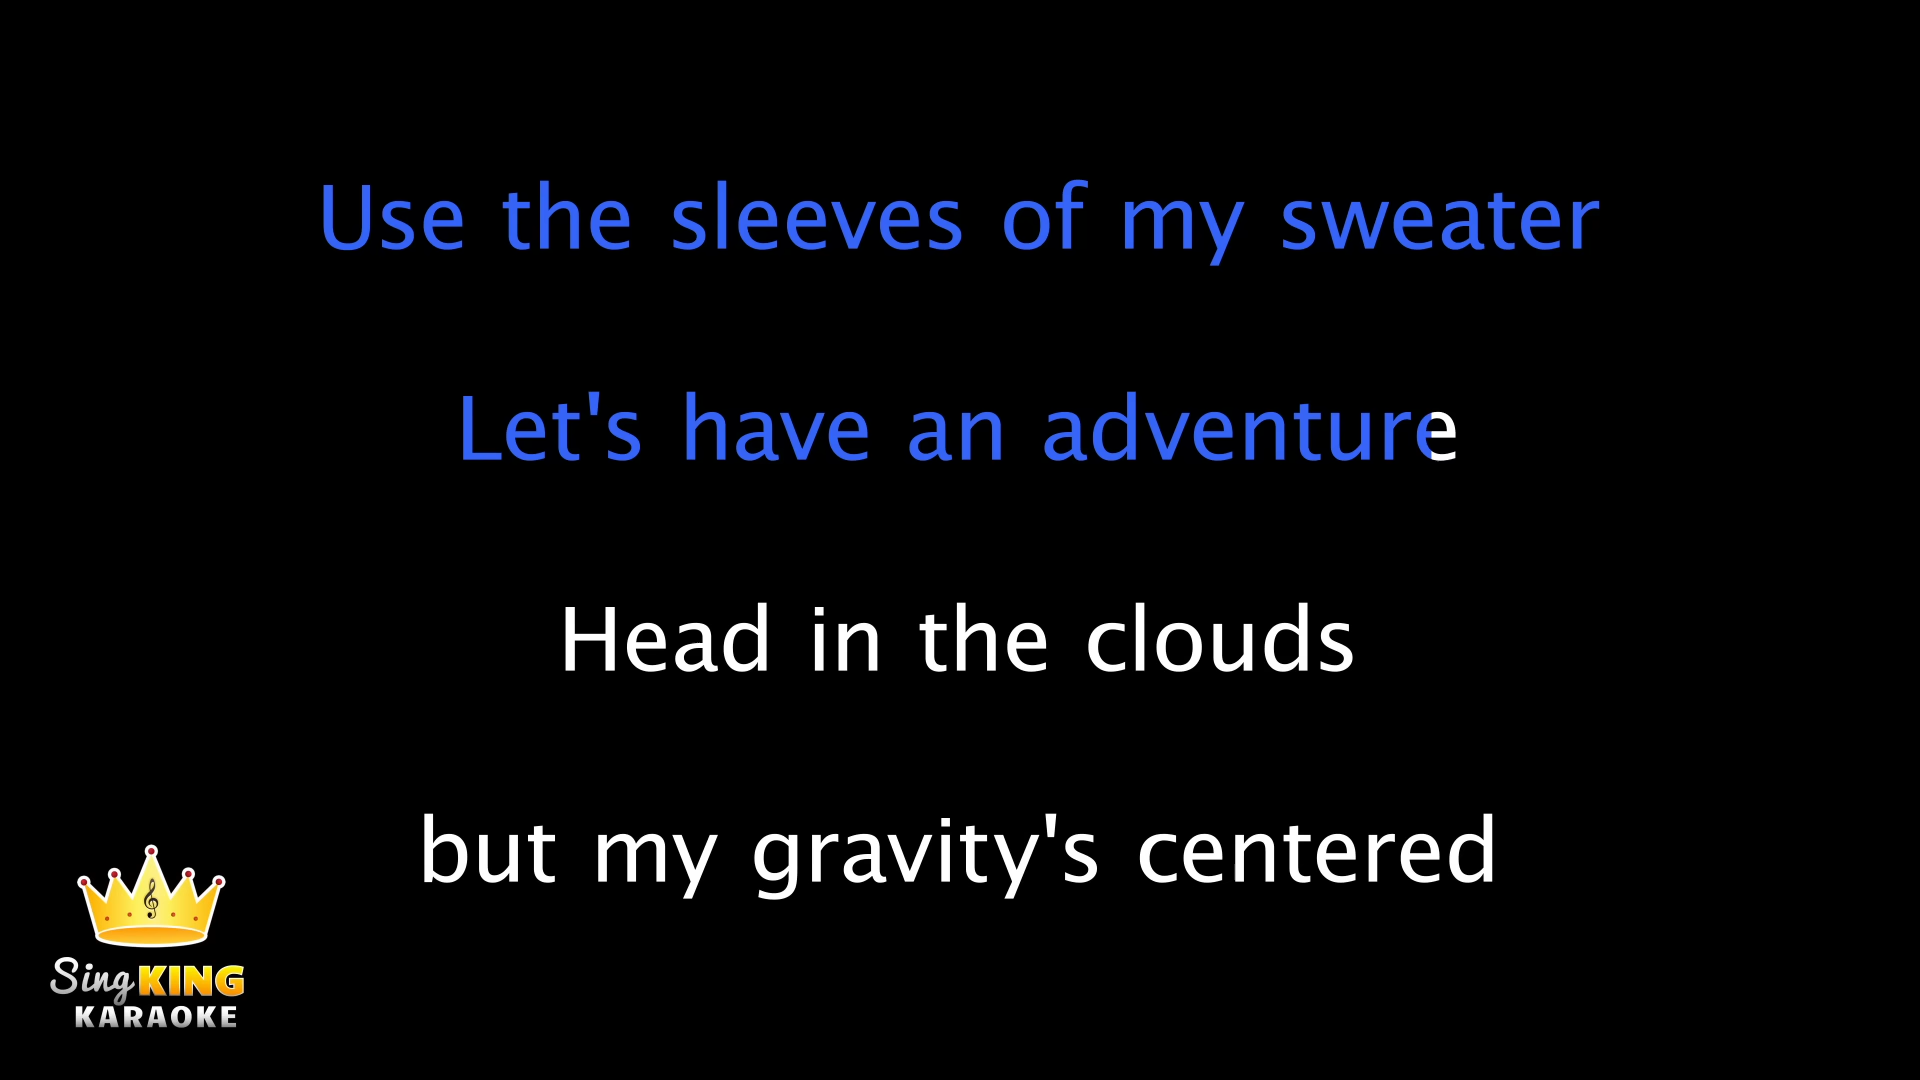 Use the sleeves of my sweater
Let's have an adventure
Head in the clouds
but my gravity's centered
Sing KING
KARAOKE